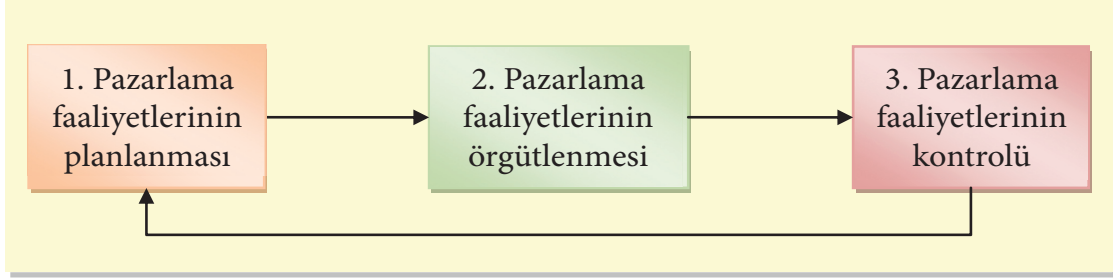 1. Pazarlama
faaliyetlerinin
planlanması
2. Pazarlama
faaliyetlerinin
örgütlenmesi
3. Pazarlama
faaliyetlerinin
kontrolü